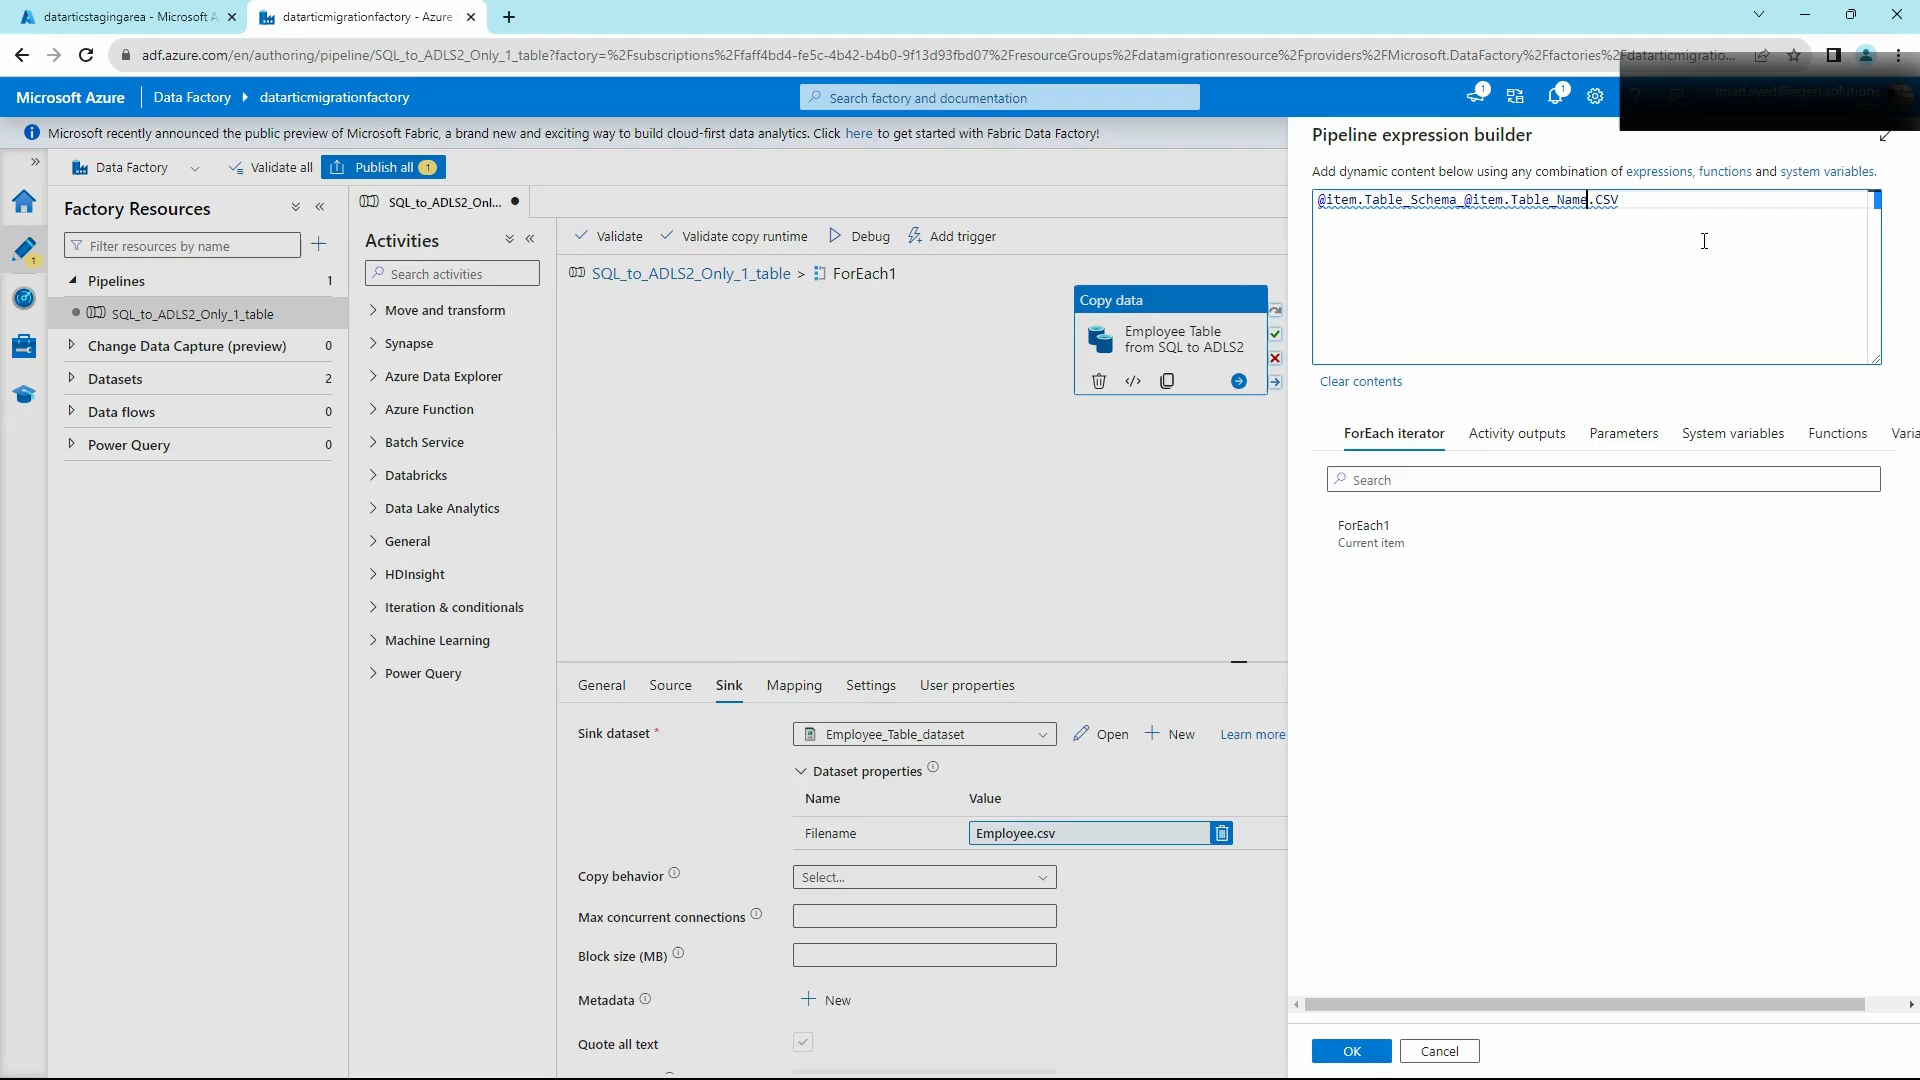 datarticstagingarea - Microsoft A
datarticmigrationfactory - Azure
adf.azure.com/en/authoring/pipeline/SQL_to_ADLS2_Only_1_table?factory=%2Fsubscriptions%2Ffaff4bd4-fe5c-4b42-b4b0-9f13d93fbd07%2FresourceGroups%2Fdatamigrationresource%2Fproviders%2FMicrosoft.DataFactory%2Ffactories%2Fdatarticmigratio...
Microsoft Azure
Data Factory
datarticmigrationfactory
Search factory and documentation
1
1
imad.syed@egen.solutions
Microsoft recently announced the public preview of Microsoft Fabric, a brand new and exciting way to build cloud-first data analytics. Click here to get started with Fabric Data Factory!
Data Factory
Validate all
Publish all 1
Factory Resources
Filter resources by name
1
Pipelines 1
SQL_to_ADLS2_Only_1_table
Change Data Capture (preview) 0
Datasets 2
Data flows 0
Power Query 0
SQL_to_ADLS2_Onl...
Activities
Search activities
Move and transform
Synapse
Azure Data Explorer
Azure Function
Batch Service
Databricks
Data Lake Analytics
General
HDInsight
Iteration & conditionals
Machine Learning
Power Query
Validate
Validate copy runtime
Debug
Add trigger
SQL_to_ADLS2_Only_1_table > ForEach1
Copy data
Employee Table
from SQL to ADLS2
General
Source
Sink
Mapping
Settings
User properties
Sink dataset *
Employee_Table_dataset
Open
New
Learn more
Dataset properties
Name
Value
Filename
Employee.csv
Copy behavior
Select...
Max concurrent connections
Block size (MB)
Metadata
New
Quote all text
Pipeline expression builder
Add dynamic content below using any combination of expressions, functions and system variables.
@item.Table_Schema_@item.Table_Name.CSV
Clear contents
ForEach iterator
Activity outputs
Parameters
System variables
Functions
Varia
Search
ForEach1
Current item
OK
Cancel